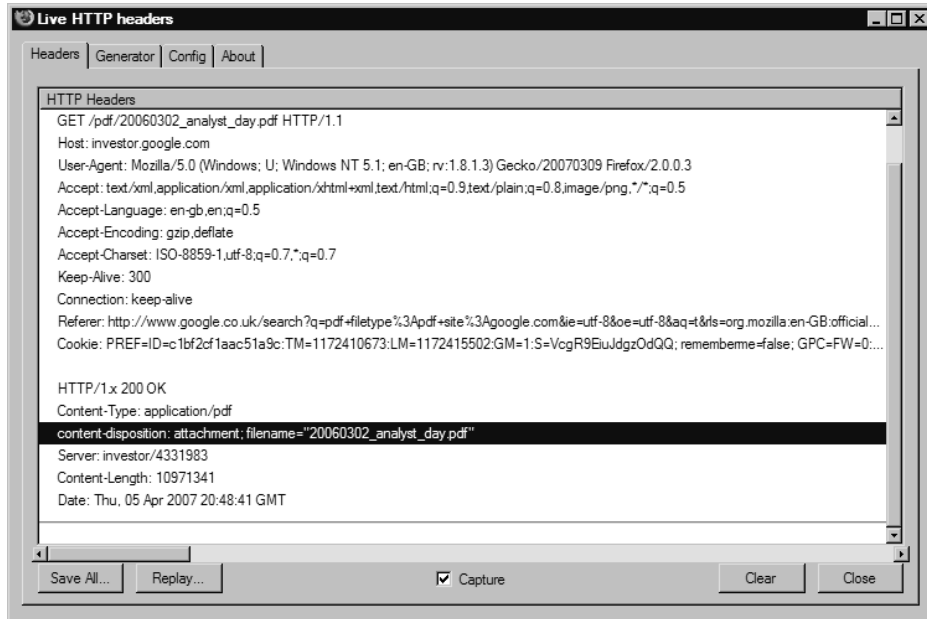 Live HTTP headers
Headers Generator Config About
HTTP Headers
GET /pdf/20060302_analyst_day.pdf HTTP/1.1
Host: investor.google.com
User-Agent: Mozilla/5.0 (Windows; U; Windows NT 5.1; en-GB; rv:1.8.1.3) Gecko/20070309 Firefox/2.0.0.3
Accept: text/xml,application/xml,application/xhtml+xml,text/html;q=0.9,text/plain;q=0.8,image/png,*/*;q=0.5
Accept-Language: en-gb,en;q=0.5
Accept-Encoding: gzip,deflate
Accept-Charset: ISO-8859-1,utf-8;q=0.7,*;q=0.7
Keep-Alive: 300
Connection: keep-alive
Referer: http://www.google.co.uk/search?q=pdf+filetype%3Apdf+site%3Agoogle.com&ie=utf-8&oe=utf-8&aq=t&rls=org.mozilla:en-GB:official...
Cookie: PREF=ID=c1bf2cf1aac51a9c:TM=1172410673:LM=1172415502:GM=1:S=VcgR9EiuJdgzOdQQ; rememberme=false; GPC=FW=0:...
HTTP/1.x 200 OK
Content-Type: application/pdf
content-disposition: attachment; filename="20060302_analyst_day.pdf"
Server: investor/4331983
Content-Length: 10971341
Date: Thu, 05 Apr 2007 20:48:41 GMT
Save All... Replay... Capture Clear Close